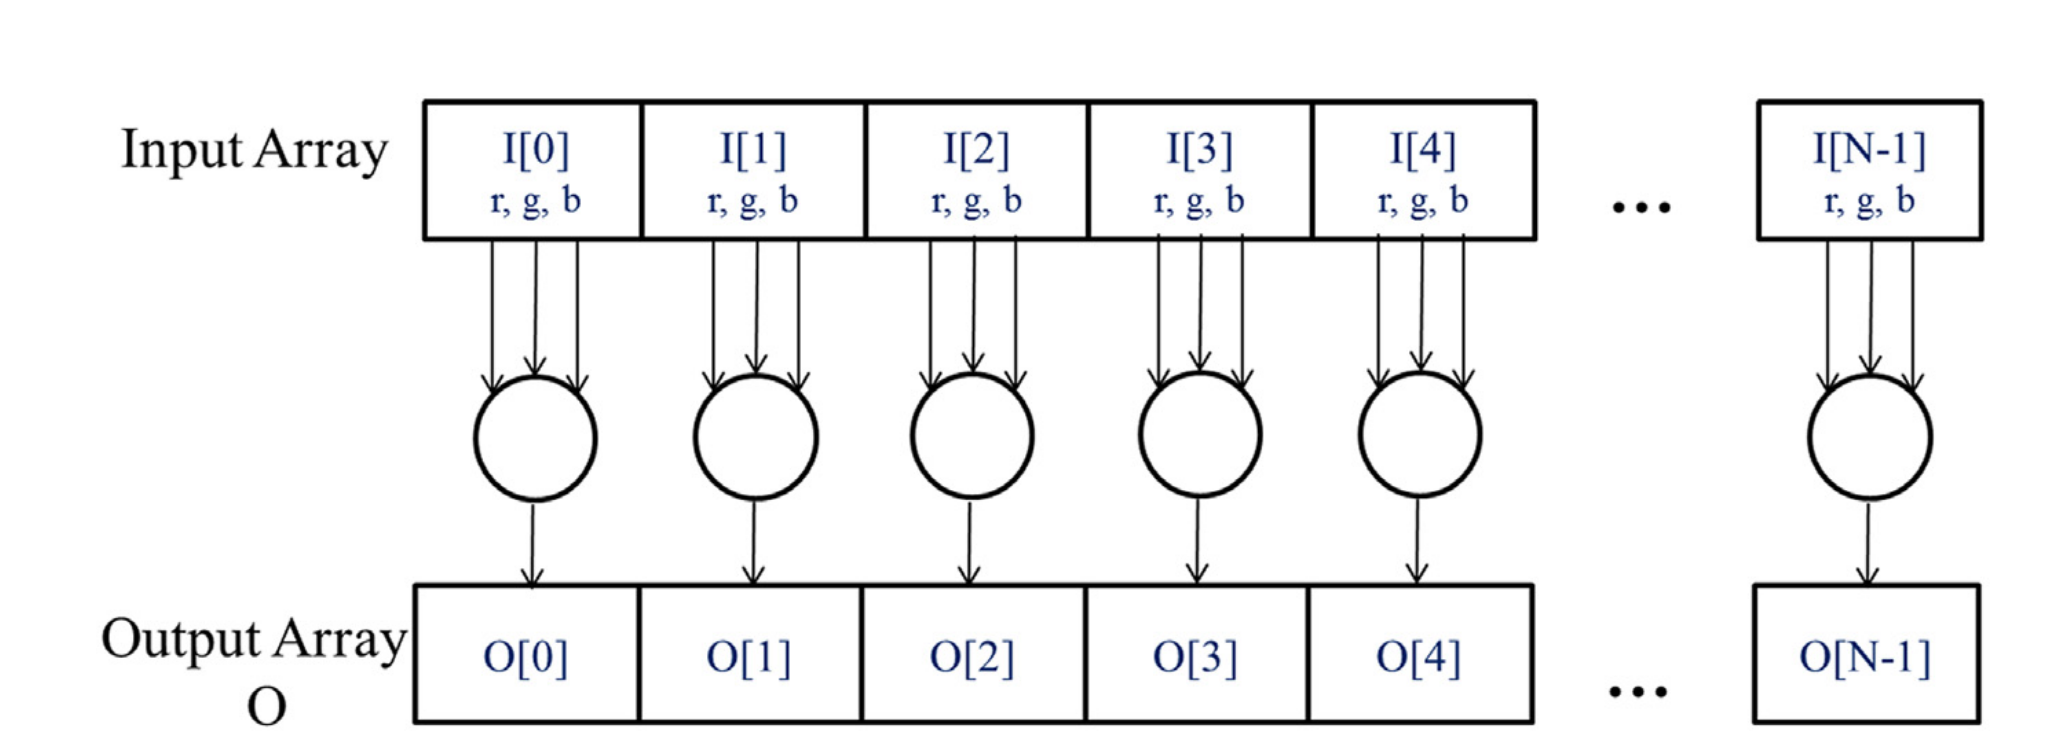 Input Array
I[0] I[1] I[2] I[3] I[4] I[N-1]
r, g, b r, g, b r, g, b r, g, b r, g, b ... r, g, b
Output Array
O[0] O[1] O[2] O[3] O[4] ... O[N-1]
O